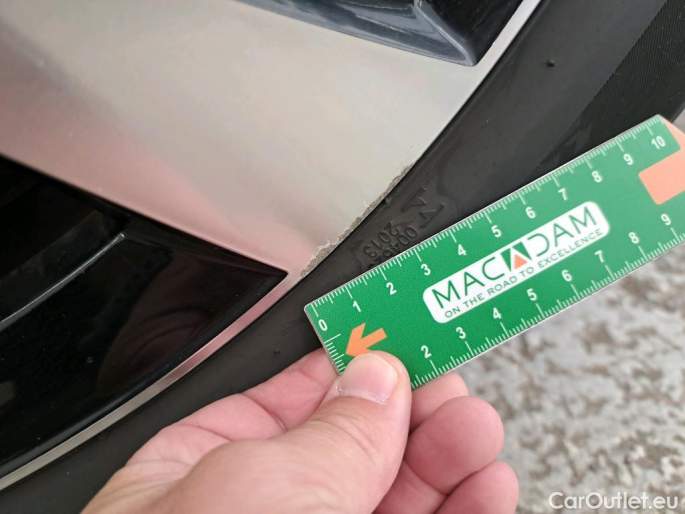 2013
0 1 2 3 4 5 6 7 8 9 10
MACADAM
ON THE ROAD TO EXCELLENCE
2 3 4 5 6 7 8 9
CarOutlet.eu